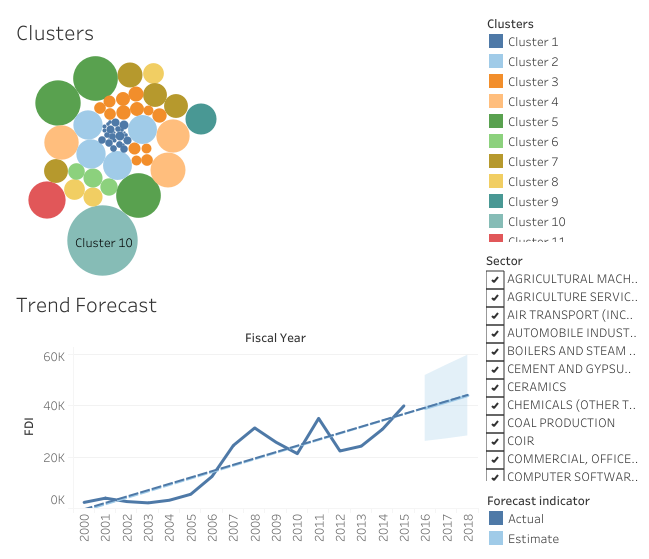 Clusters
Cluster 10
Clusters
Cluster 1
Cluster 2
Cluster 3
Cluster 4
Cluster 5
Cluster 6
Cluster 7
Cluster 8
Cluster 9
Cluster 10
Cluster 11
Sector
AGRICULTURAL MACH..
AGRICULTURE SERVIC..
AIR TRANSPORT (INC..
AUTOMOBILE INDUST..
BOILERS AND STEAM ..
CEMENT AND GYPSU..
CERAMICS
CHEMICALS (OTHER T..
COAL PRODUCTION
COIR
COMMERCIAL, OFFICE..
COMPUTER SOFTWAR..
Trend Forecast
Fiscal Year
60K
40K
20K
0K
FDI
2000
2001
2002
2003
2004
2005
2006
2007
2008
2009
2010
2011
2012
2013
2014
2015
2016
2017
2018
Forecast indicator
Actual
Estimate